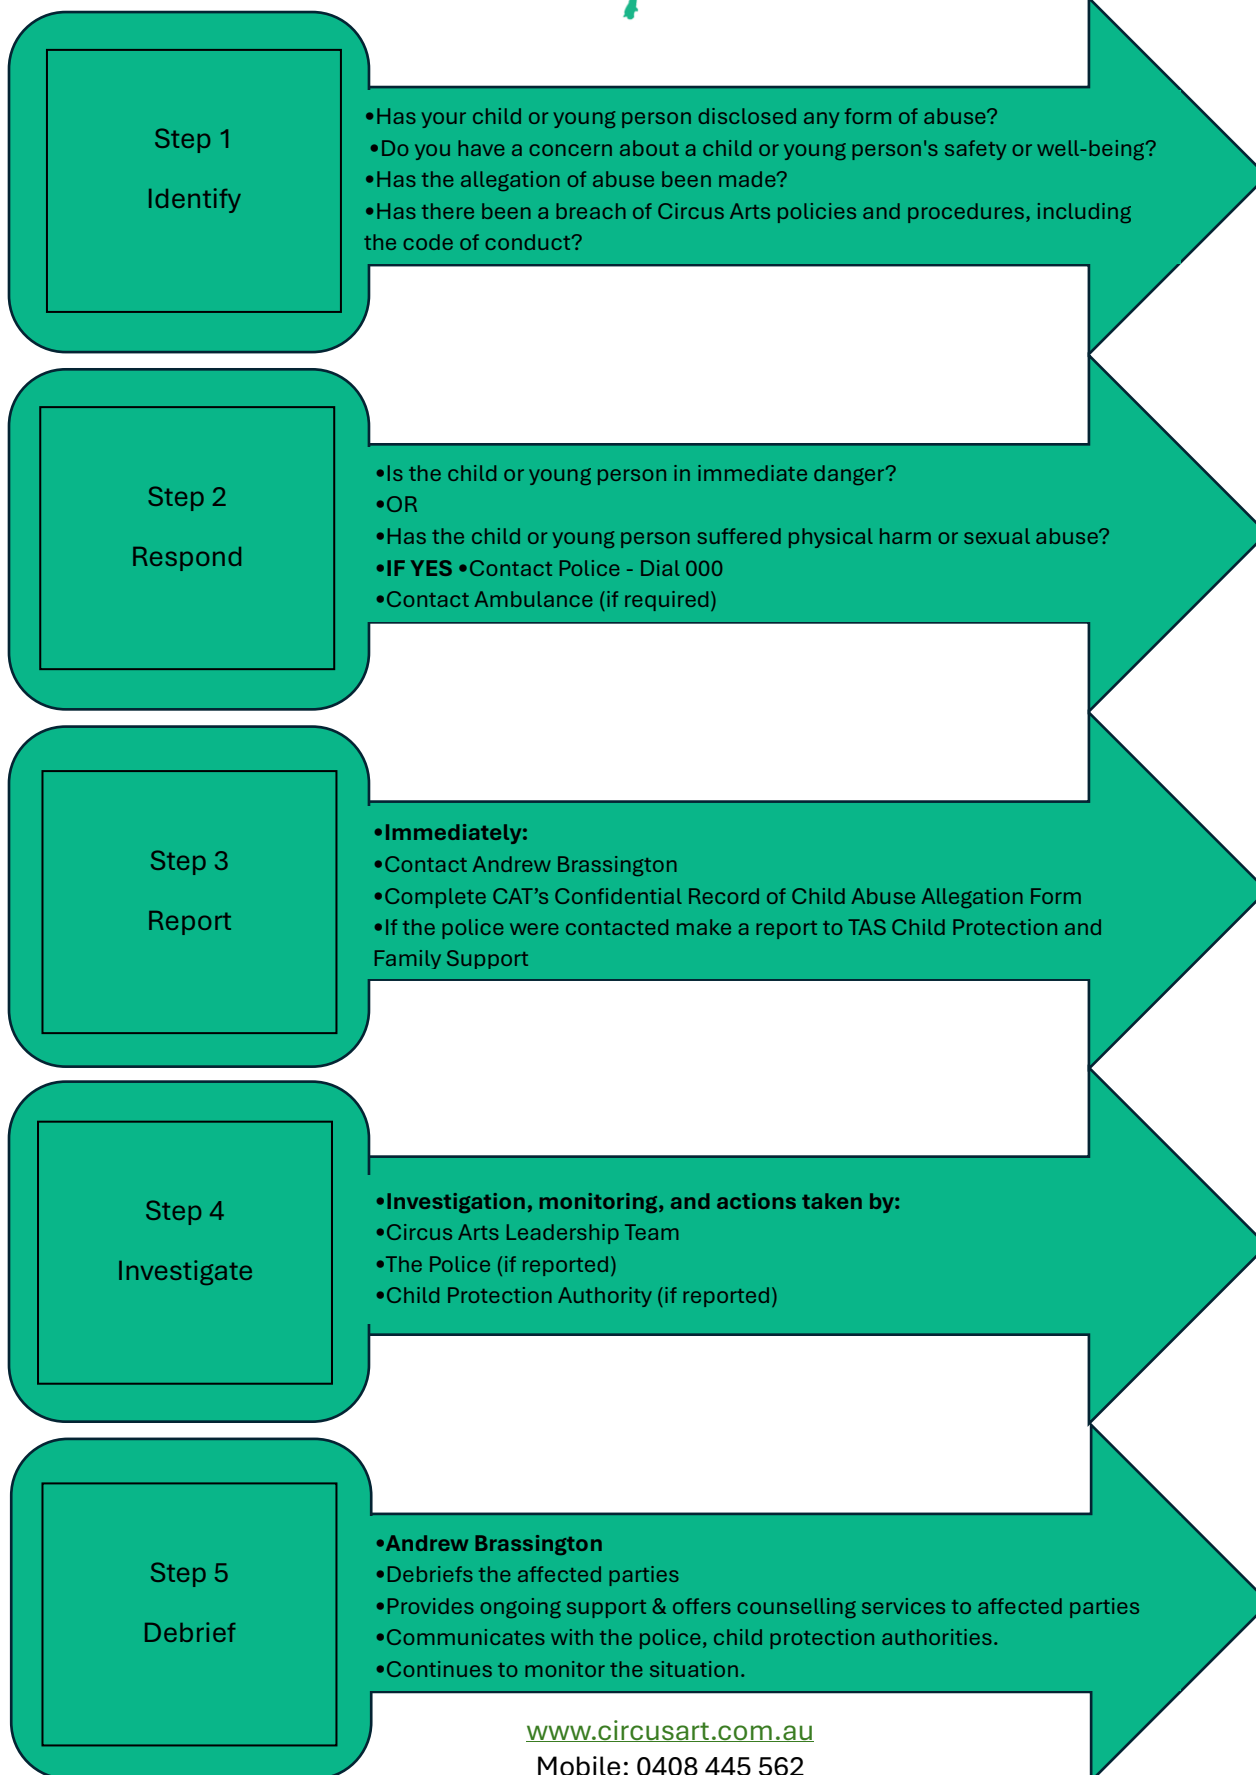 Step 1
Identify
•Has your child or young person disclosed any form of abuse?
•Do you have a concern about a child or young person's safety or well-being?
•Has the allegation of abuse been made?
•Has there been a breach of Circus Arts policies and procedures, including
the code of conduct?
Step 2
Respond
•Is the child or young person in immediate danger?
•OR
•Has the child or young person suffered physical harm or sexual abuse?
•IF YES •Contact Police - Dial 000
•Contact Ambulance (if required)
Step 3
Report
•Immediately:
•Contact Andrew Brassington
•Complete CAT’s Confidential Record of Child Abuse Allegation Form
•If the police were contacted make a report to TAS Child Protection and
Family Support
Step 4
Investigate
•Investigation, monitoring, and actions taken by:
•Circus Arts Leadership Team
•The Police (if reported)
•Child Protection Authority (if reported)
Step 5
Debrief
•Andrew Brassington
•Debriefs the affected parties
•Provides ongoing support & offers counselling services to affected parties
•Communicates with the police, child protection authorities.
•Continues to monitor the situation.
www.circusart.com.au
Mobile: 0408 445 562